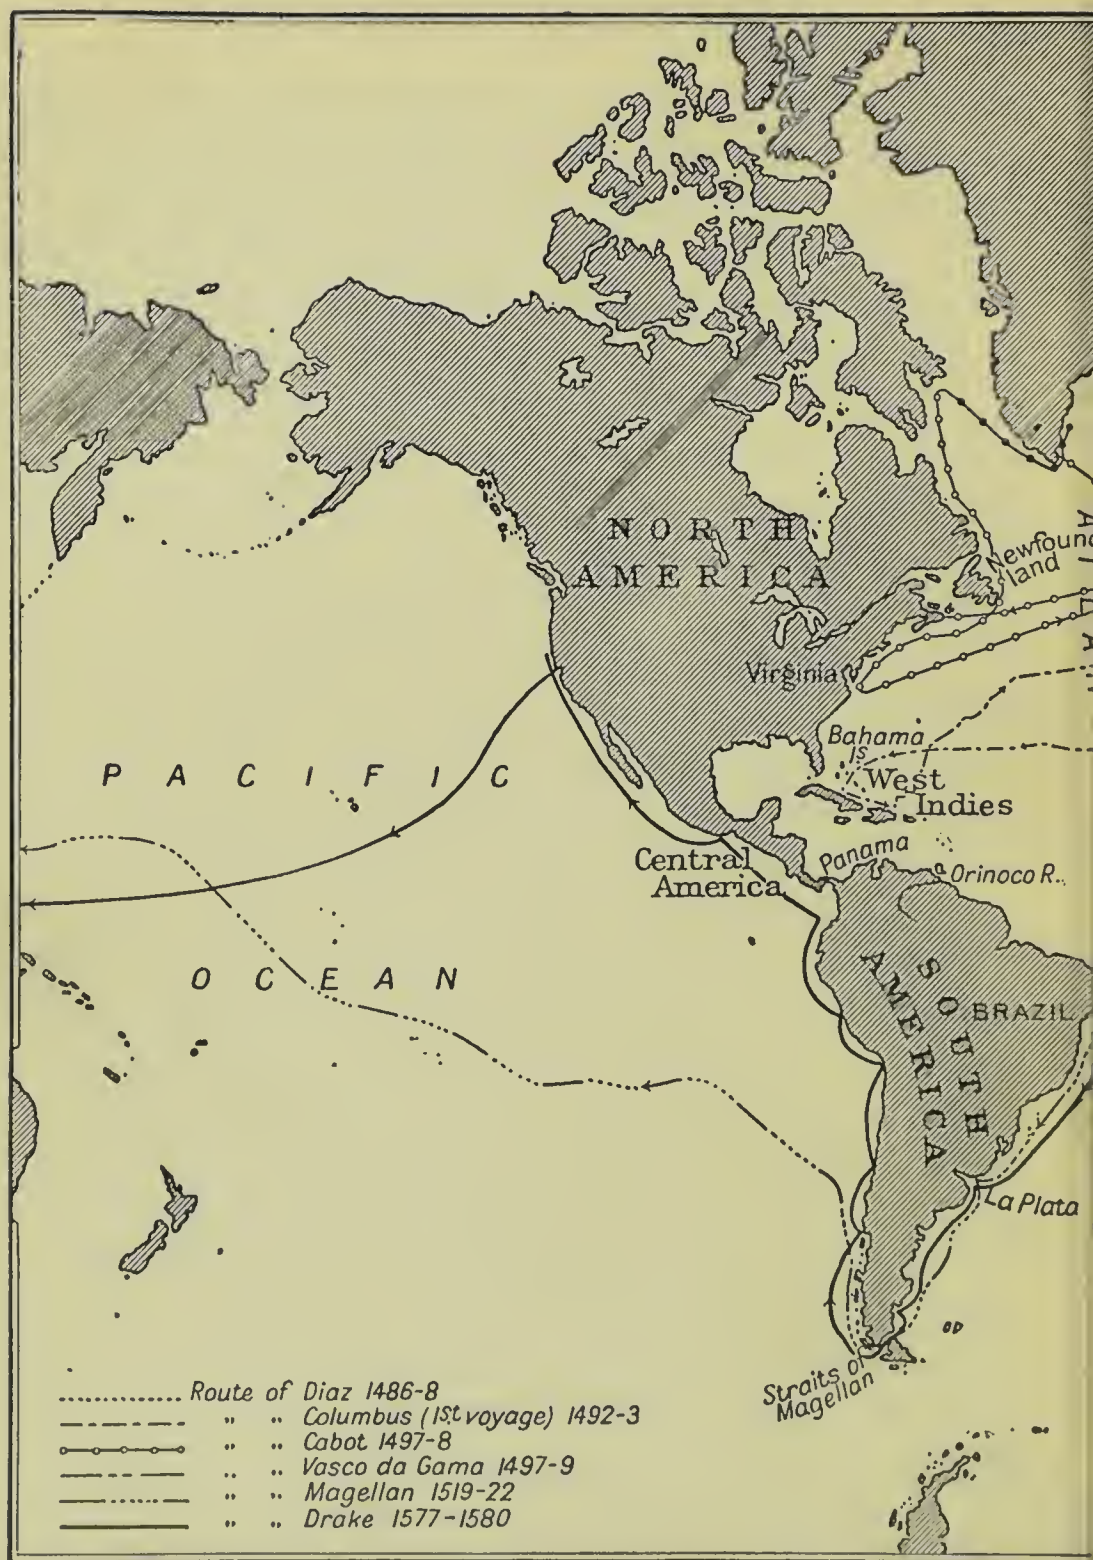 NORTH
AMERICA
Newfound
land
A T L A
Virginia
Bahama
Is
West
Indies
PACIFIC
Central
America
Panama
Orinoco R.
OCEAN
SOUTH
AMERICA
BRAZIL
La Plata
Straits of
Magellan
Route of Diaz 1486-8
" " Columbus (1st voyage) 1492-3
" " Cabot 1497-8
" " Vasco da Gama 1497-9
" " Magellan 1519-22
" " Drake 1577-1580